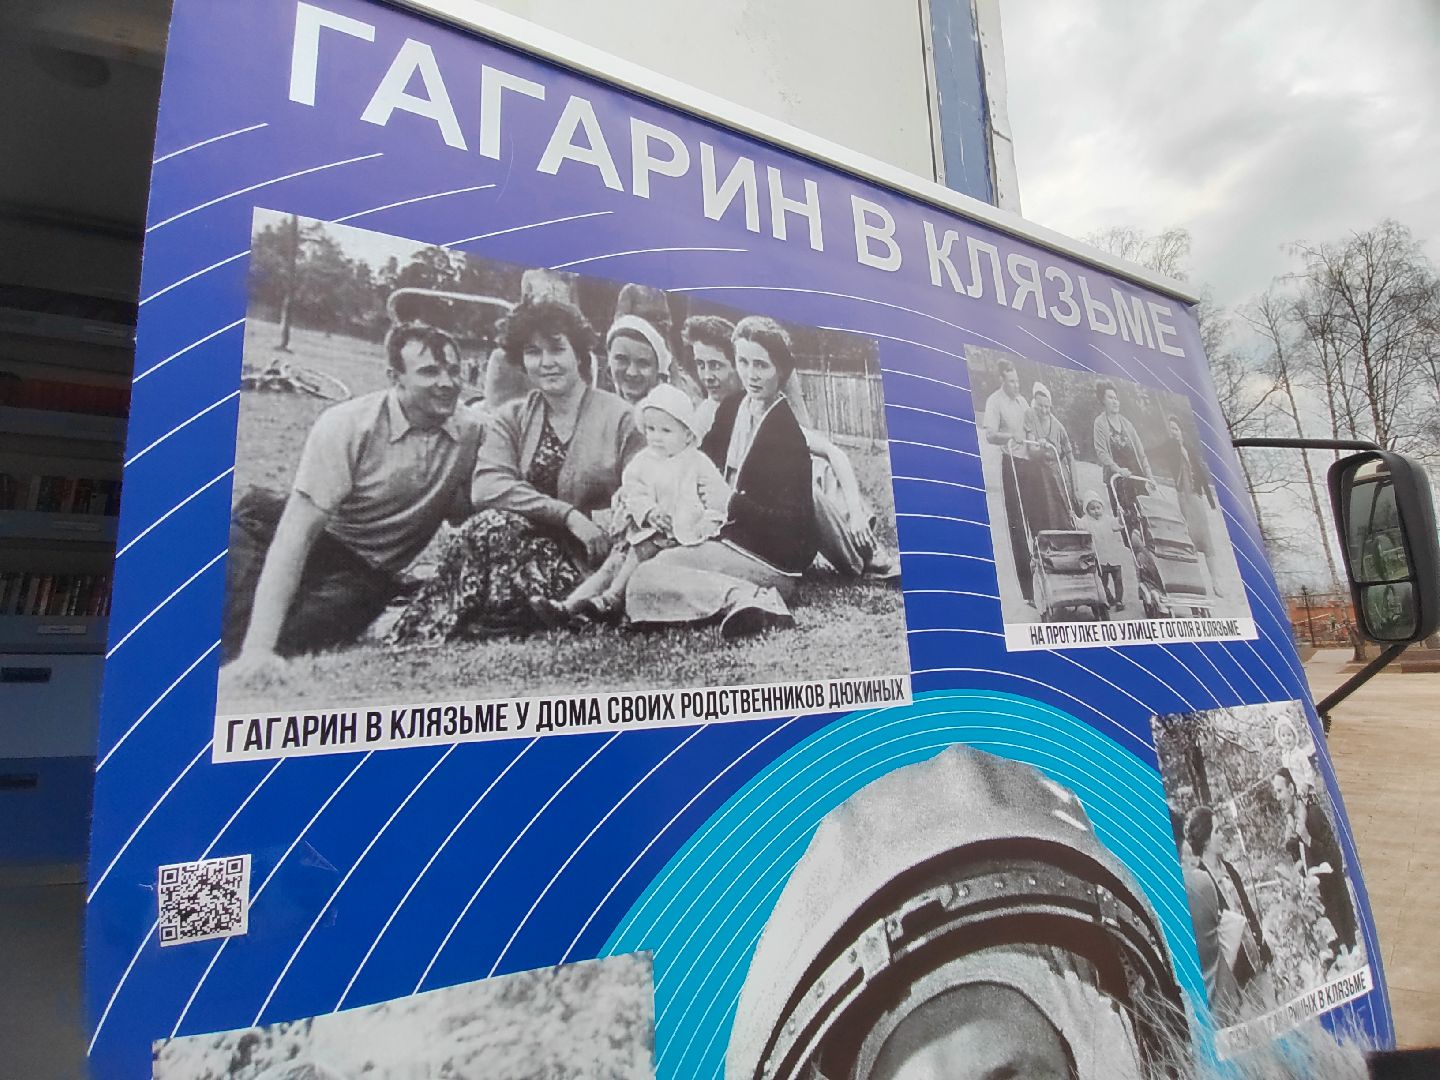 ГАГАРИН В КЛЯЗЬМЕ
ГАГАРИН В КЛЯЗЬМЕ У ДОМА СВОИХ РОДСТВЕННИКОВ ДЮКИНЫХ
НА ПРОГУЛКЕ ПО УЛИЦЕ ГОГОЛЯ В КЛЯЗЬМЕ
В КЛЯЗЬМЕ